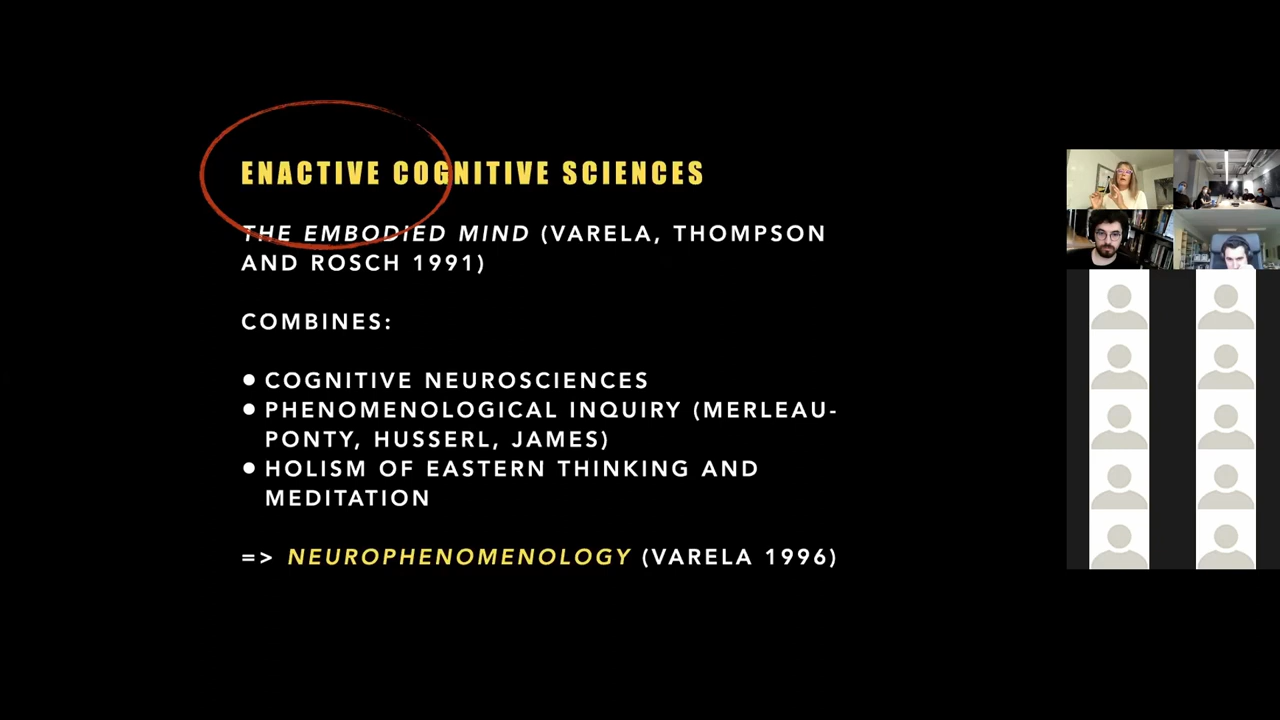 ENACTIVE COGNITIVE SCIENCES
THE EMBODIED MIND (VARELA, THOMPSON
AND ROSCH 1991)
COMBINES:
● COGNITIVE NEUROSCIENCES
● PHENOMENOLOGICAL INQUIRY (MERLEAU-
PONTY, HUSSERL, JAMES)
● HOLISM OF EASTERN THINKING AND
MEDITATION
=> NEUROPHENOMENOLOGY (VARELA 1996)